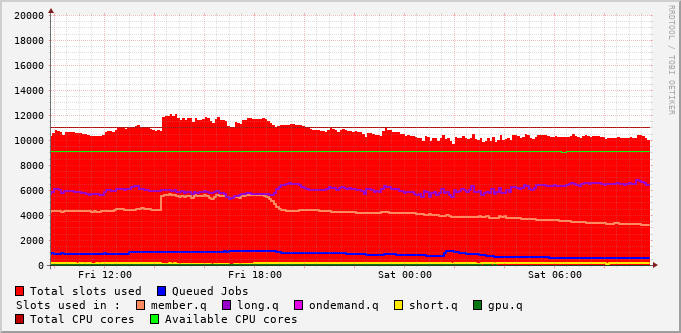 20000
18000
16000
14000
12000
10000
8000
6000
4000
2000
0
Fri 12:00 Fri 18:00 Sat 00:00 Sat 06:00
RRDTOOL / TOBI OETIKER
Total slots used Queued Jobs
Slots used in : member.q long.q ondemand.q short.q gpu.q
Total CPU cores Available CPU cores